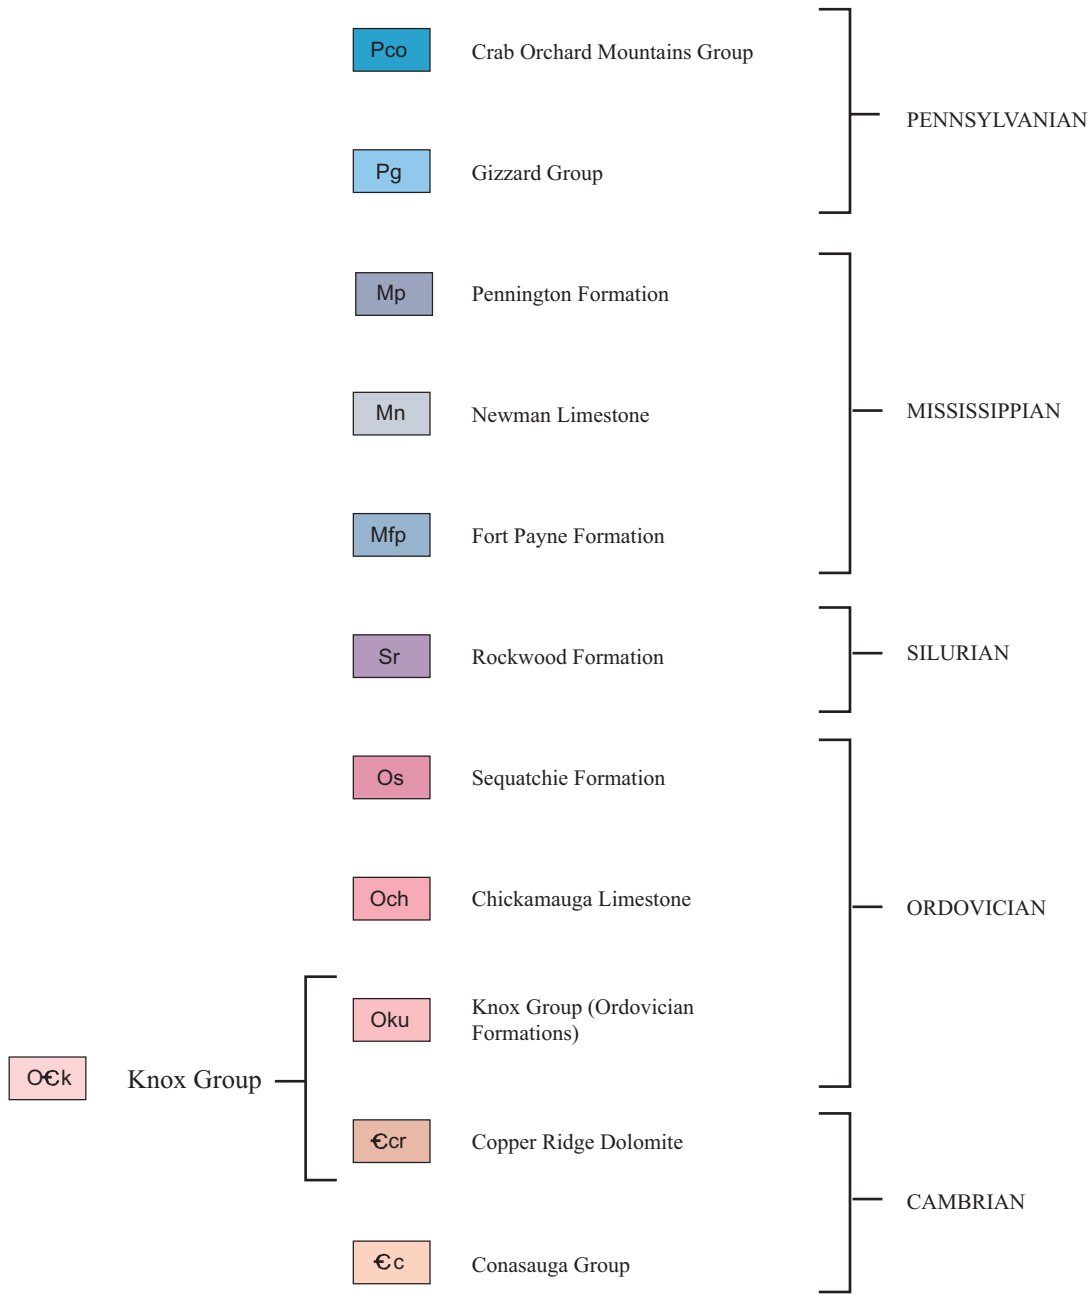 Pco Crab Orchard Mountains Group
PENNSYLVANIAN
Pg Gizzard Group
Mp Pennington Formation
Mn Newman Limestone
MISSISSIPPIAN
Mfp Fort Payne Formation
Sr Rockwood Formation
SILURIAN
Os Sequatchie Formation
Och Chickamauga Limestone
ORDOVICIAN
Oku Knox Group (Ordovician
Formations)
O€k Knox Group
€cr Copper Ridge Dolomite
CAMBRIAN
€c Conasauga Group